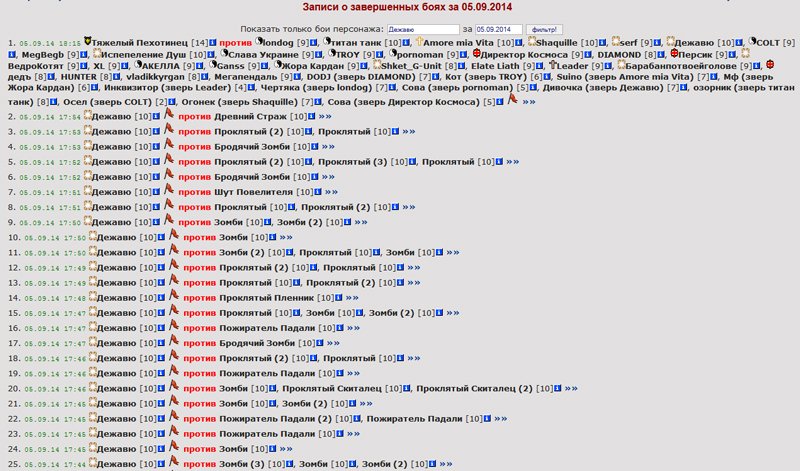 Записи о завершенных боях за 05.09.2014
Показать только бои персонажа: Дежавю за 05.09.2014 фильтр!
1. 05.09.14 18:15 Тяжелый Пехотинец [14] против londog [9], титан танк [10], Amore mia Vita [10], Shaquille [10], serf [9], Дежавю [10], COLT [9]
, MegBegb [9], Испепеление Душ [10], Слава Украине [9], TROY [9], pornoman [9], Директор Космоса [9], DIAMOND [8], Персик [9],
ВедроКотят [9], XL [9], АКЕЛЛА [9], Ganss [9], Жора Кардан [9], Shket_G-Unit [8], Elate Liath [9], Leader [9], Барабанпотвоейголове [9],
дедъ [8], HUNTER [8], vladikkyrgan [8], Мегапендаль [9], DODJ (зверь DIAMOND) [7], Кот (зверь TROY) [6], Suino (зверь Amore mia Vita) [7], Мф (зверь
Жора Кардан) [6], Инквизитор (зверь Leader) [4], Чертяка (зверь londog) [7], Сова (зверь pornoman) [5], Дивочка (зверь Дежавю) [7], озорник (зверь титан
танк) [8], Осел (зверь COLT) [2], Огонек (зверь Shaquille) [7], Сова (зверь Директор Космоса) [5] »»
2. 05.09.14 17:54 Дежавю [10] против Древний Страж [10] »»
3. 05.09.14 17:53 Дежавю [10] против Проклятый (2) [10], Проклятый [10] »»
4. 05.09.14 17:53 Дежавю [10] против Бродячий Зомби [10] »»
5. 05.09.14 17:52 Дежавю [10] против Проклятый (2) [10], Проклятый (3) [10], Проклятый [10] »»
6. 05.09.14 17:52 Дежавю [10] против Бродячий Зомби [10] »»
7. 05.09.14 17:51 Дежавю [10] против Шут Повелителя [10] »»
8. 05.09.14 17:51 Дежавю [10] против Проклятый [10], Проклятый (2) [10] »»
9. 05.09.14 17:50 Дежавю [10] против Зомби [10], Зомби (2) [10] »»
10. 05.09.14 17:50 Дежавю [10] против Зомби [10] »»
11. 05.09.14 17:50 Дежавю [10] против Зомби (2) [10], Проклятый [10], Зомби [10] »»
12. 05.09.14 17:49 Дежавю [10] против Проклятый (2) [10], Проклятый [10] »»
13. 05.09.14 17:49 Дежавю [10] против Проклятый [10], Проклятый (2) [10] »»
14. 05.09.14 17:48 Дежавю [10] против Проклятый Пленник [10] »»
15. 05.09.14 17:47 Дежавю [10] против Проклятый [10], Зомби [10], Зомби (2) [10] »»
16. 05.09.14 17:47 Дежавю [10] против Пожиратель Падали [10] »»
17. 05.09.14 17:47 Дежавю [10] против Бродячий Зомби [10] »»
18. 05.09.14 17:46 Дежавю [10] против Проклятый (2) [10], Проклятый [10] »»
19. 05.09.14 17:46 Дежавю [10] против Пожиратель Падали [10] »»
20. 05.09.14 17:46 Дежавю [10] против Зомби [10], Проклятый Скиталец [10], Проклятый Скиталец (2) [10] »»
21. 05.09.14 17:45 Дежавю [10] против Зомби [10], Зомби (2) [10] »»
22. 05.09.14 17:45 Дежавю [10] против Пожиратель Падали (2) [10], Пожиратель Падали [10] »»
23. 05.09.14 17:45 Дежавю [10] против Пожиратель Падали [10] »»
24. 05.09.14 17:45 Дежавю [10] против Зомби [10] »»
25. 05.09.14 17:44 Дежавю [10] против Зомби (3) [10], Зомби [10], Зомби (2) [10] »»